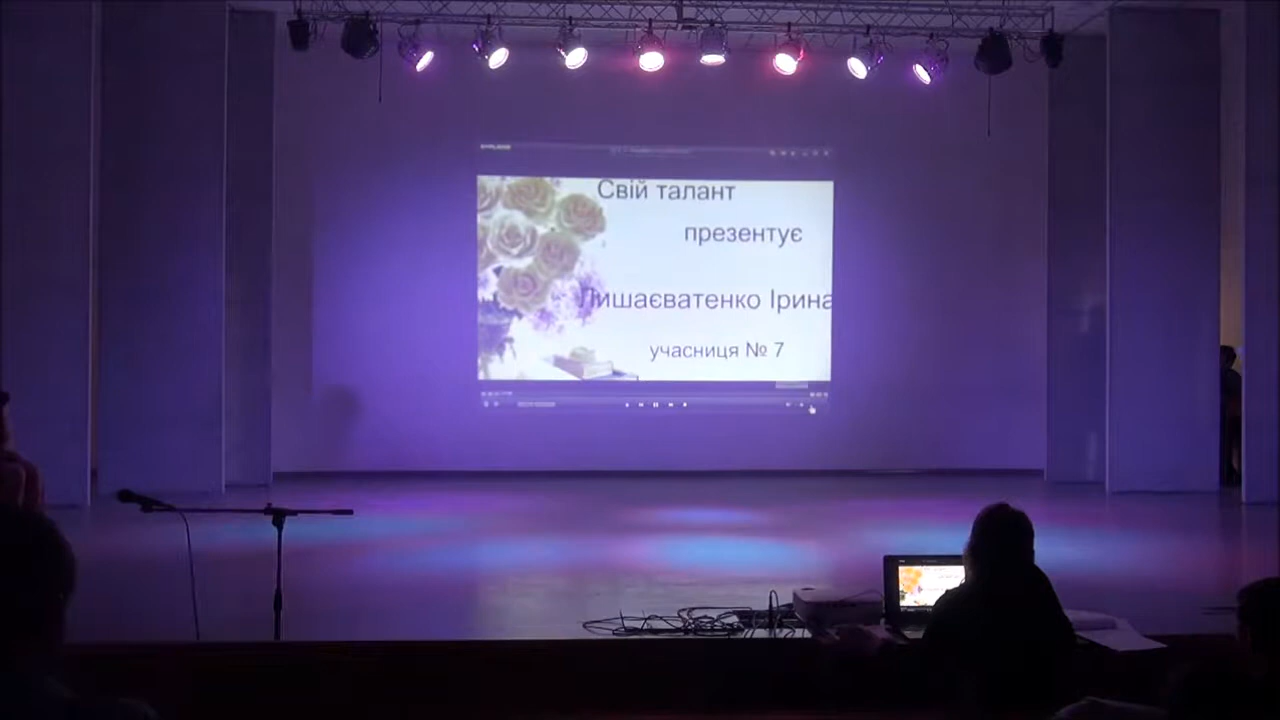 Свій талант
презентує
Лишаєватенко Ірина
учасниця № 7